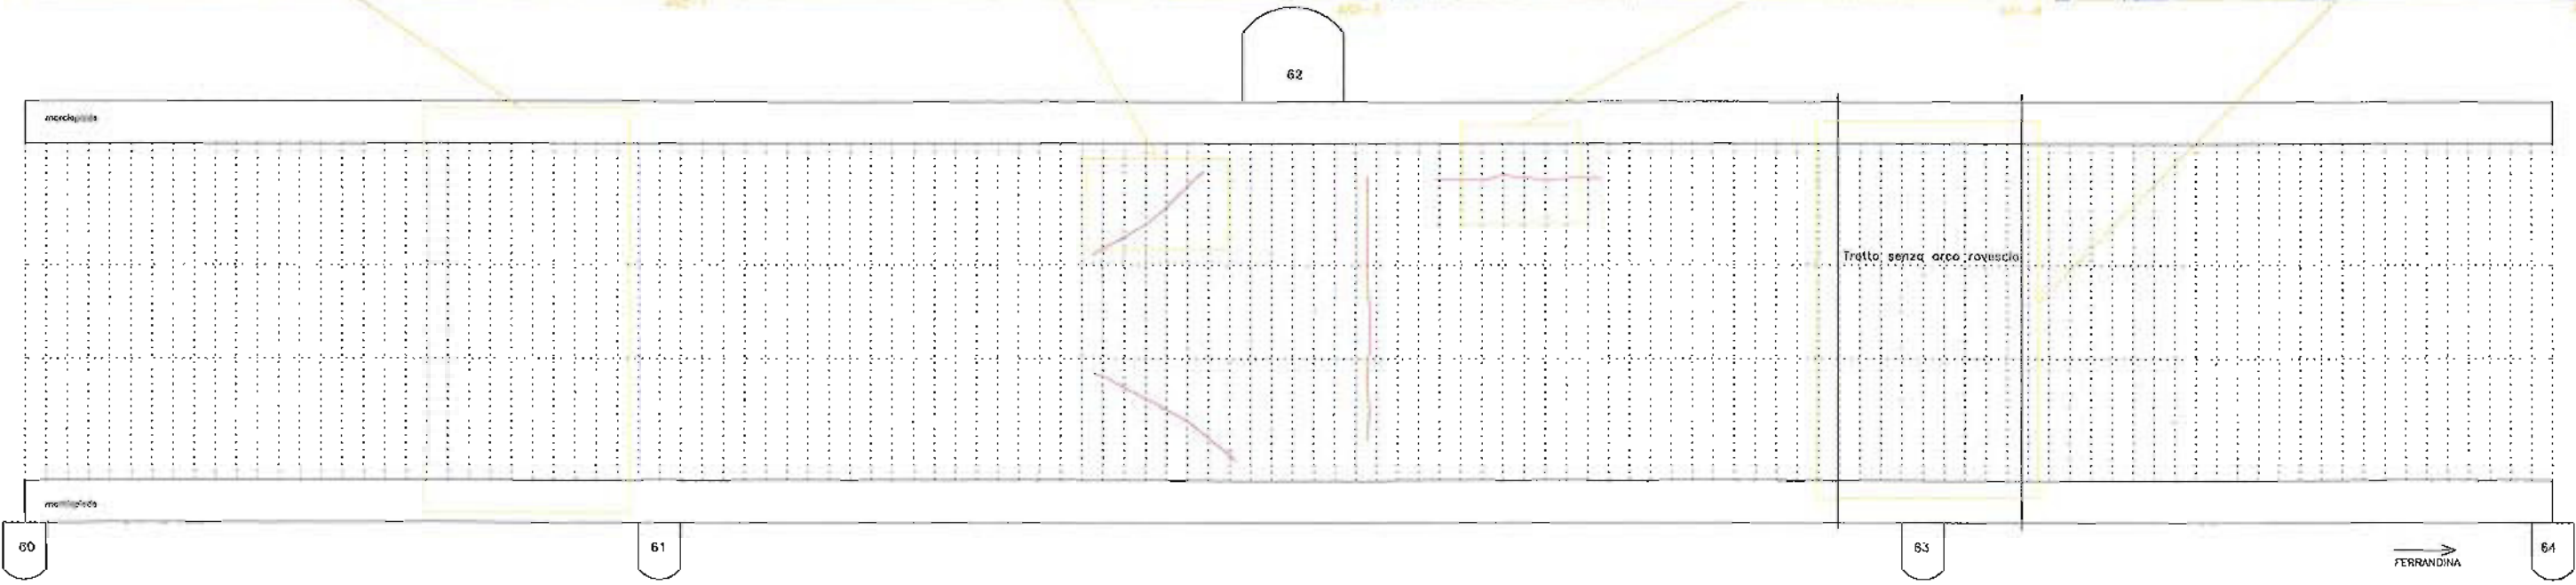 62
marciapiede
Tratto senza arco rovescio
marciapiede
60
61
63
64
FERRANDINA